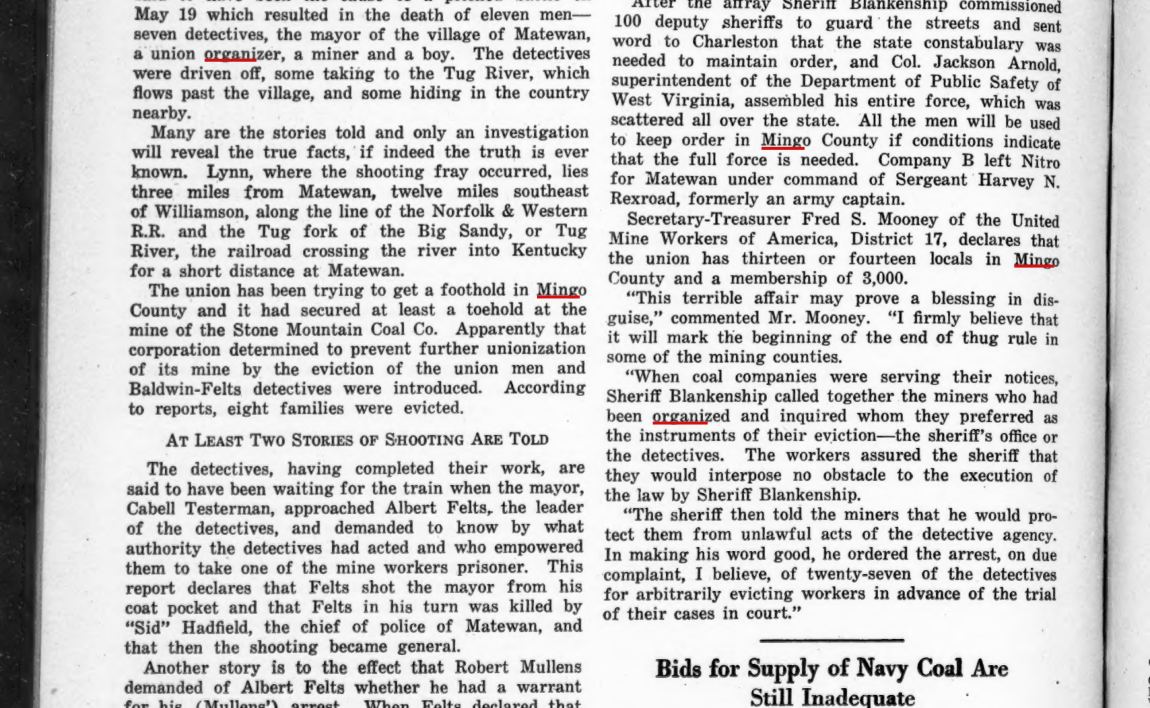 May 19 which resulted in the death of eleven men—
seven detectives, the mayor of the village of Matewan,
a union organizer, a miner and a boy. The detectives
were driven off, some taking to the Tug River, which
flows past the village, and some hiding in the country
nearby.
Many are the stories told and only an investigation
will reveal the true facts, if indeed the truth is ever
known. Lynn, where the shooting fray occurred, lies
three miles from Matewan, twelve miles southeast
of Williamson, along the line of the Norfolk & Western
R.R. and the Tug fork of the Big Sandy, or Tug
River, the railroad crossing the river into Kentucky
for a short distance at Matewan.
The union has been trying to get a foothold in Mingo
County and it had secured at least a toehold at the
mine of the Stone Mountain Coal Co. Apparently that
corporation determined to prevent further unionization
of its mine by the eviction of the union men and
Baldwin-Felts detectives were introduced. According
to reports, eight families were evicted.
At Least Two Stories of Shooting Are Told
The detectives, having completed their work, are
said to have been waiting for the train when the mayor,
Cabell Testerman, approached Albert Felts, the leader
of the detectives, and demanded to know by what
authority the detectives had acted and who empowered
them to take one of the mine workers prisoner. This
report declares that Felts shot the mayor from his
coat pocket and that Felts in his turn was killed by
"Sid" Hadfield, the chief of police of Matewan, and
that then the shooting became general.
Another story is to the effect that Robert Mullens
demanded of Albert Felts whether he had a warrant
for his (Mullens') arrest. When Felts declared that
After the affray Sheriff Blankenship commissioned
100 deputy sheriffs to guard the streets and sent
word to Charleston that the state constabulary was
needed to maintain order, and Col. Jackson Arnold,
superintendent of the Department of Public Safety of
West Virginia, assembled his entire force, which was
scattered all over the state. All the men will be used
to keep order in Mingo County if conditions indicate
that the full force is needed. Company B left Nitro
for Matewan under command of Sergeant Harvey N.
Rexroad, formerly an army captain.
Secretary-Treasurer Fred S. Mooney of the United
Mine Workers of America, District 17, declares that
the union has thirteen or fourteen locals in Mingo
County and a membership of 3,000.
"This terrible affair may prove a blessing in dis-
guise," commented Mr. Mooney. "I firmly believe that
it will mark the beginning of the end of thug rule in
some of the mining counties.
"When coal companies were serving their notices,
Sheriff Blankenship called together the miners who had
been organized and inquired whom they preferred as
the instruments of their eviction—the sheriff's office or
the detectives. The workers assured the sheriff that
they would interpose no obstacle to the execution of
the law by Sheriff Blankenship.
"The sheriff then told the miners that he would pro-
tect them from unlawful acts of the detective agency.
In making his word good, he ordered the arrest, on due
complaint, I believe, of twenty-seven of the detectives
for arbitrarily evicting workers in advance of the trial
of their cases in court."
Bids for Supply of Navy Coal Are
Still Inadequate